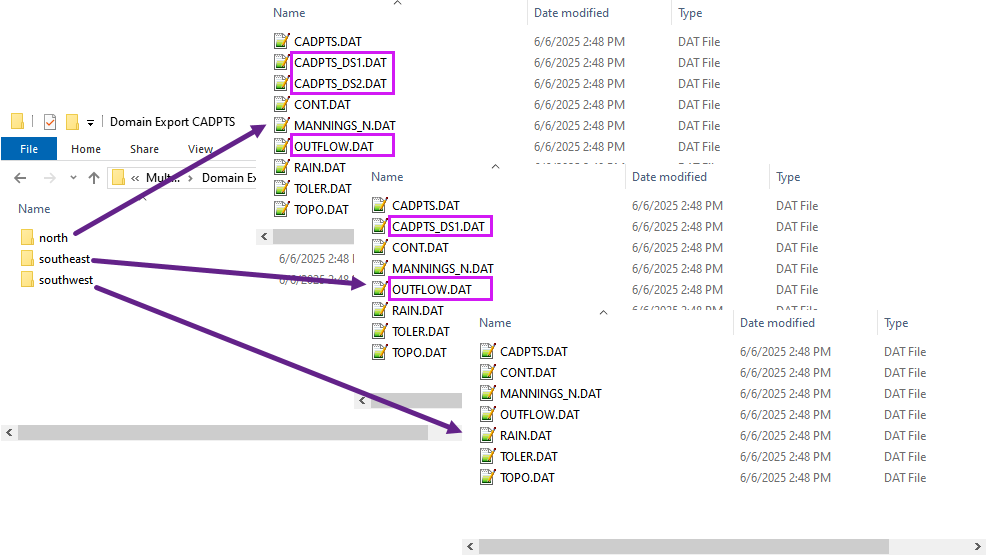 Domain Export CADPTS
File Home Share View
« Mult... > Domain Ex
Name
north
southeast
southwest
Name Date modified Type
CADPTS.DAT 6/6/2025 2:48 PM DAT File
CADPTS_DS1.DAT 6/6/2025 2:48 PM DAT File
CADPTS_DS2.DAT 6/6/2025 2:48 PM DAT File
CONT.DAT 6/6/2025 2:48 PM DAT File
MANNINGS_N.DAT 6/6/2025 2:48 PM DAT File
OUTFLOW.DAT 6/6/2025 2:48 PM DAT File
RAIN.DAT
TOLER.DAT
TOPO.DAT
6/6/2025 2:48
6/6/2025 2:48
Name Date modified Type
CADPTS.DAT 6/6/2025 2:48 PM DAT File
CADPTS_DS1.DAT 6/6/2025 2:48 PM DAT File
CONT.DAT 6/6/2025 2:48 PM DAT File
MANNINGS_N.DAT 6/6/2025 2:48 PM DAT File
OUTFLOW.DAT 6/6/2025 2:48 PM DAT File
RAIN.DAT
TOLER.DAT
TOPO.DAT
Name Date modified Type
CADPTS.DAT 6/6/2025 2:48 PM DAT File
CONT.DAT 6/6/2025 2:48 PM DAT File
MANNINGS_N.DAT 6/6/2025 2:48 PM DAT File
OUTFLOW.DAT 6/6/2025 2:48 PM DAT File
RAIN.DAT 6/6/2025 2:48 PM DAT File
TOLER.DAT 6/6/2025 2:48 PM DAT File
TOPO.DAT 6/6/2025 2:48 PM DAT File